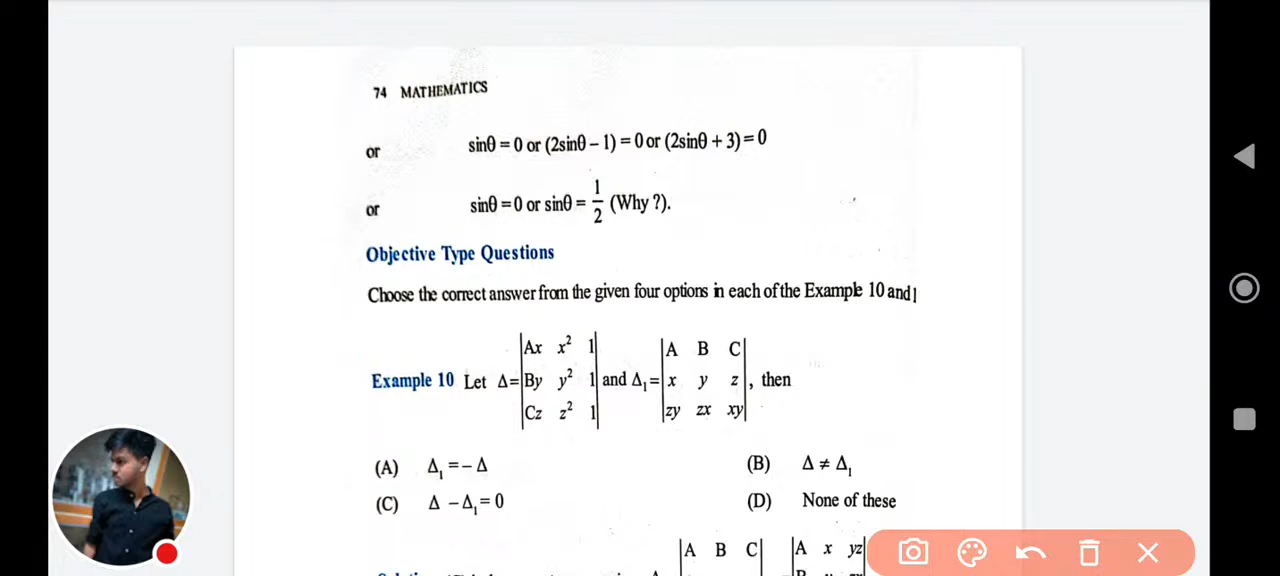 74 MATHEMATICS
or sinθ = 0 or (2sinθ – 1) = 0 or (2sinθ + 3) = 0
or sinθ = 0 or sinθ = 1/2 (Why ?).
Objective Type Questions
Choose the correct answer from the given four options in each of the Example 10 and
Example 10 Let Δ = |Ax x² 1| and Δ₁ = |A B C| , then
|By y² 1| |x y z|
|Cz z² 1| |zy zx xy|
(A) Δ₁ = – Δ (B) Δ ≠ Δ₁
(C) Δ – Δ₁ = 0 (D) None of these
|A B C| |A x yz|